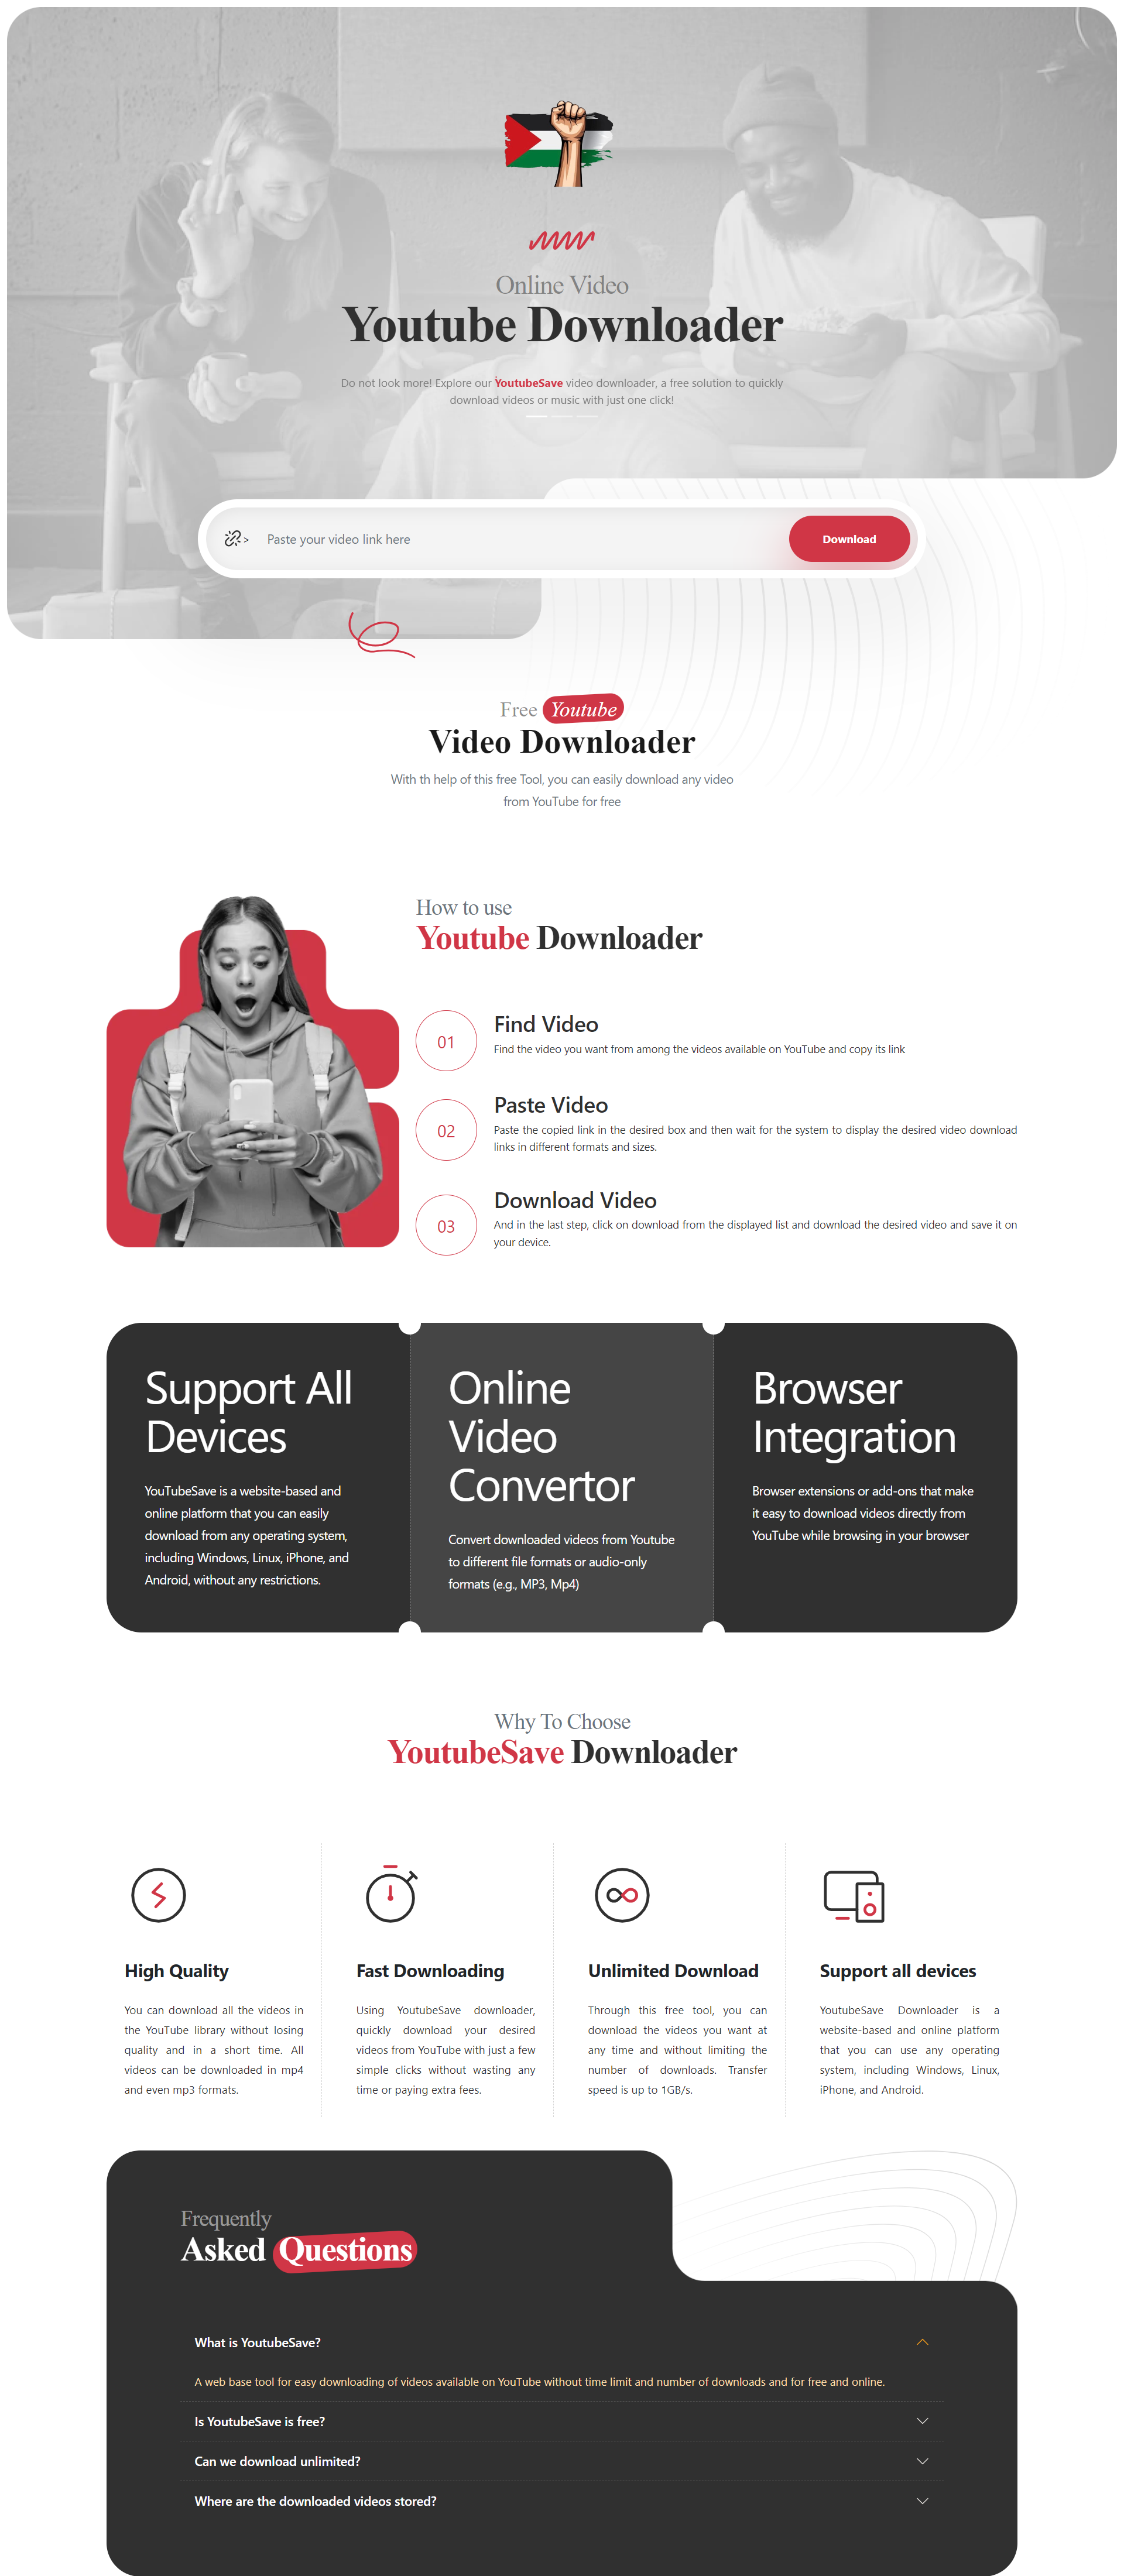 Online Video
Youtube Downloader
Do not look more! Explore our YoutubeSave video downloader, a free solution to quickly
download videos or music with just one click!
>
Paste your video link here
Download
Free Youtube
Video Downloader
With th help of this free Tool, you can easily download any video
from YouTube for free
How to use
Youtube Downloader
01
Find Video
Find the video you want from among the videos available on YouTube and copy its link
02
Paste Video
Paste the copied link in the desired box and then wait for the system to display the desired video download
links in different formats and sizes.
03
Download Video
And in the last step, click on download from the displayed list and download the desired video and save it on
your device.
Support All
Devices
YouTubeSave is a website-based and
online platform that you can easily
download from any operating system,
including Windows, Linux, iPhone, and
Android, without any restrictions.
Online
Video
Convertor
Convert downloaded videos from Youtube
to different file formats or audio-only
formats (e.g., MP3, Mp4)
Browser
Integration
Browser extensions or add-ons that make
it easy to download videos directly from
YouTube while browsing in your browser
Why To Choose
YoutubeSave Downloader
High Quality
You can download all the videos in
the YouTube library without losing
quality and in a short time. All
videos can be downloaded in mp4
and even mp3 formats.
Fast Downloading
Using YoutubeSave downloader,
quickly download your desired
videos from YouTube with just a few
simple clicks without wasting any
time or paying extra fees.
Unlimited Download
Through this free tool, you can
download the videos you want at
any time and without limiting the
number of downloads. Transfer
speed is up to 1GB/s.
Support all devices
YoutubeSave Downloader is a
website-based and online platform
that you can use any operating
system, including Windows, Linux,
iPhone, and Android.
Frequently
Asked Questions
What is YoutubeSave?
A web base tool for easy downloading of videos available on YouTube without time limit and number of downloads and for free and online.
Is YoutubeSave is free?
Can we download unlimited?
Where are the downloaded videos stored?